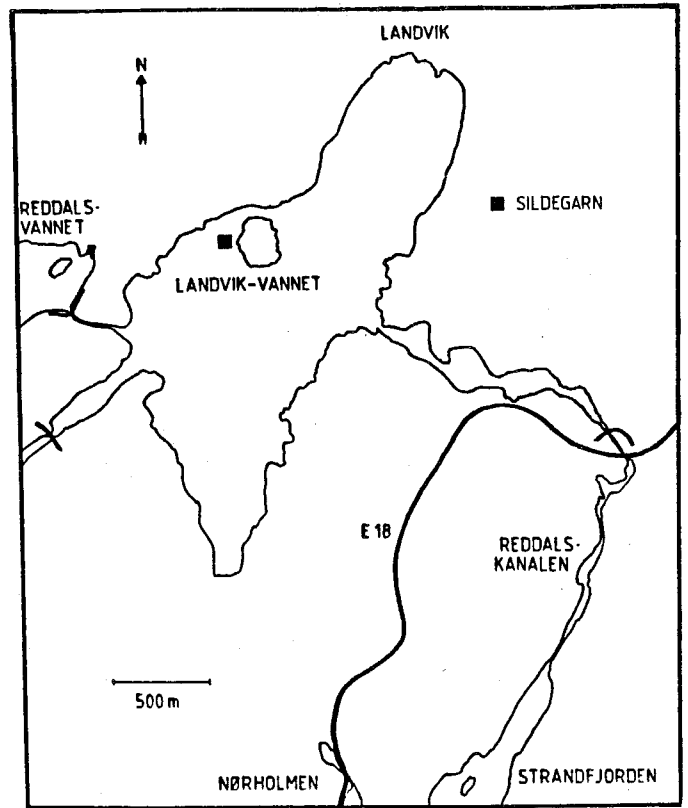 LANDVIK
N
REDDALS-
VANNET
SILDEGARN
LANDVIK-VANNET
E 18
REDDALS-
KANALEN
500 m
NØRHOLMEN
STRANDFJORDEN